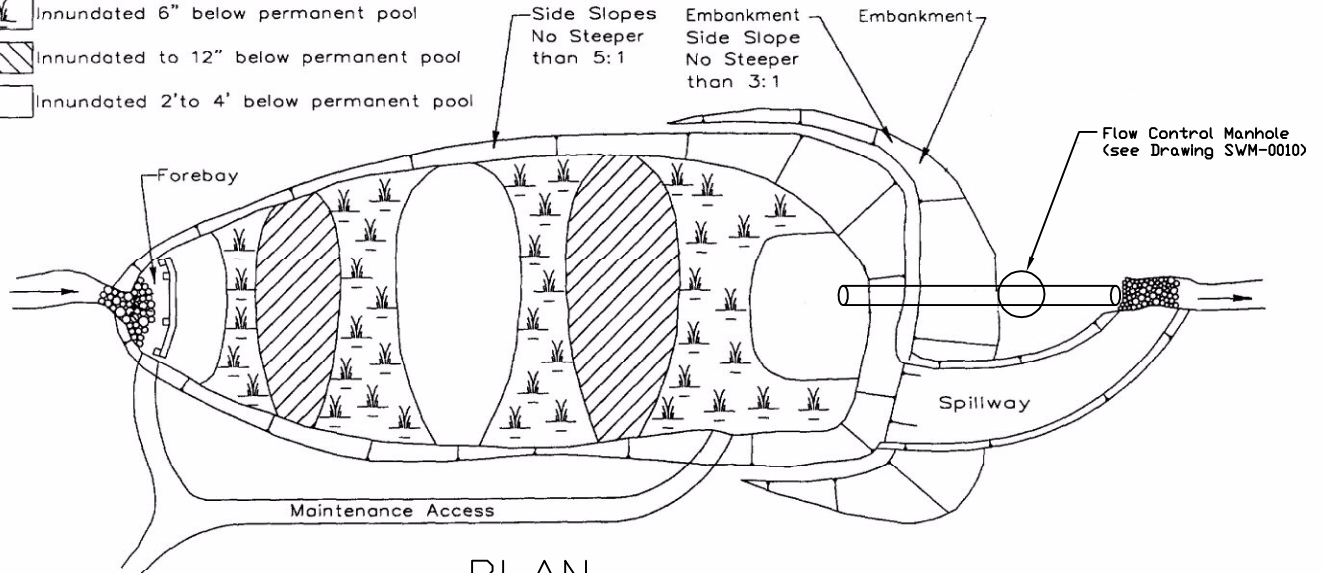 Innundated 6" below permanent pool
Innundated to 12" below permanent pool
Innundated 2'to 4' below permanent pool
Side Slopes
No Steeper
than 5:1
Embankment
Side Slope
No Steeper
than 3:1
Embankment
Flow Control Manhole
(see Drawing SWM-0010)
Forebay
Spillway
Maintenance Access
PLAN